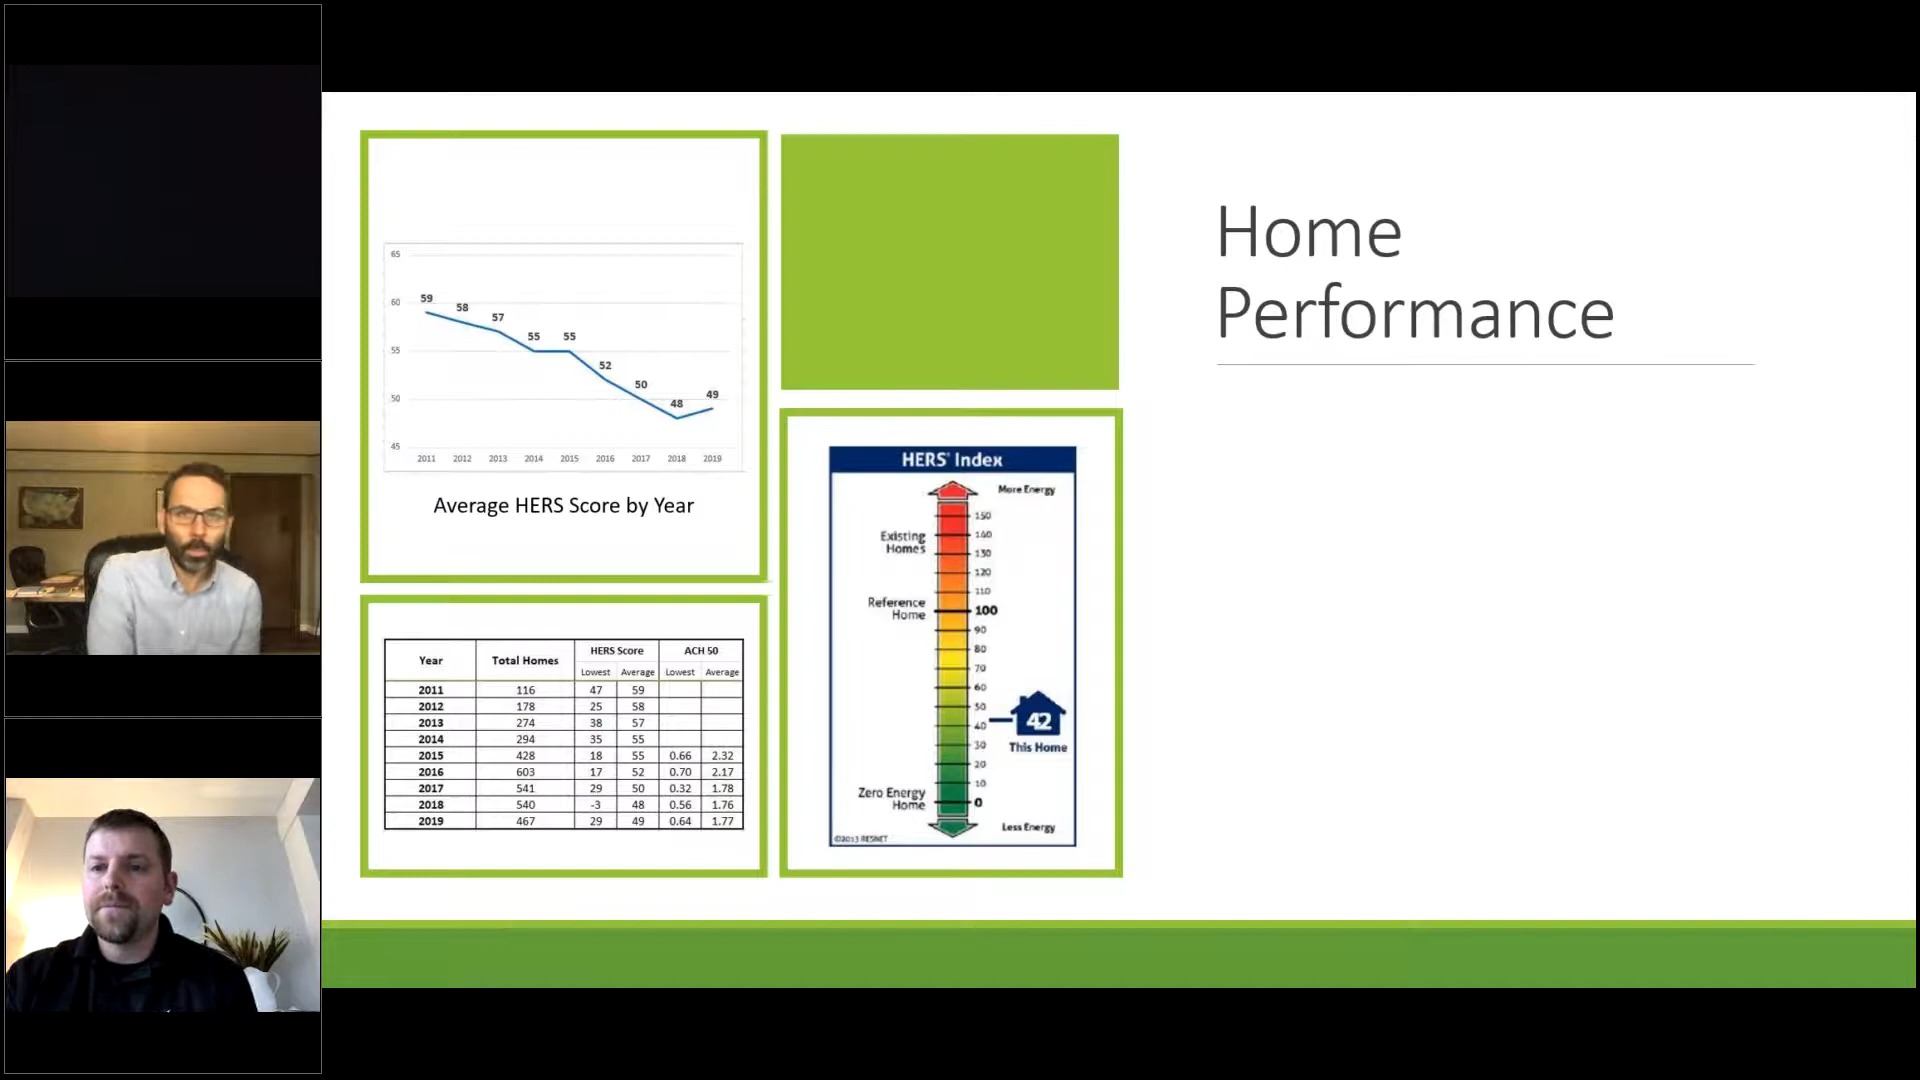 Home
Performance
65
60
55
50
45
59
58
57
55
55
52
50
48
49
2011 2012 2013 2014 2015 2016 2017 2018 2019
Average HERS Score by Year
Year Total Homes HERS Score ACH 50
Lowest Average Lowest Average
2011 116 47 59
2012 178 25 58
2013 274 38 57
2014 294 35 55
2015 428 18 55 0.66 2.32
2016 603 17 52 0.70 2.17
2017 541 29 50 0.32 1.78
2018 540 -3 48 0.56 1.76
2019 467 29 49 0.64 1.77
HERS® Index
More Energy
150
Existing
Homes
140
130
120
110
Reference
Home
100
90
80
70
60
50
40
42
This Home
30
20
10
Zero Energy
Home
0
Less Energy
©2013 RESNET